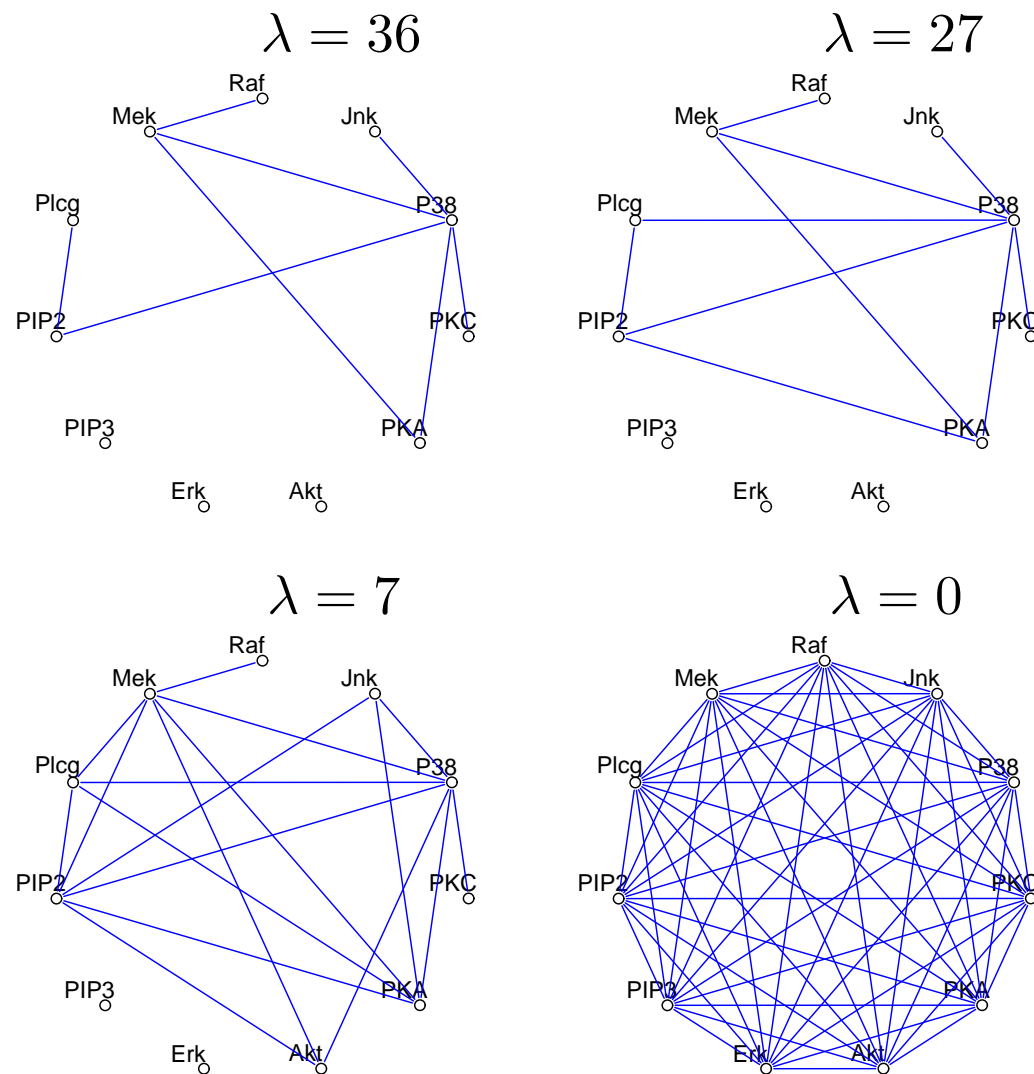 λ = 36
Raf
Mek
Jnk
Plcg
P38
PIP2
PKC
PIP3
PKA
Erk
Akt
λ = 27
Raf
Mek
Jnk
Plcg
P38
PIP2
PKC
PIP3
PKA
Erk
Akt
λ = 7
Raf
Mek
Jnk
Plcg
P38
PIP2
PKC
PIP3
PKA
Erk
Akt
λ = 0
Raf
Mek
Jnk
Plcg
P38
PIP2
PKC
PIP3
PKA
Erk
Akt